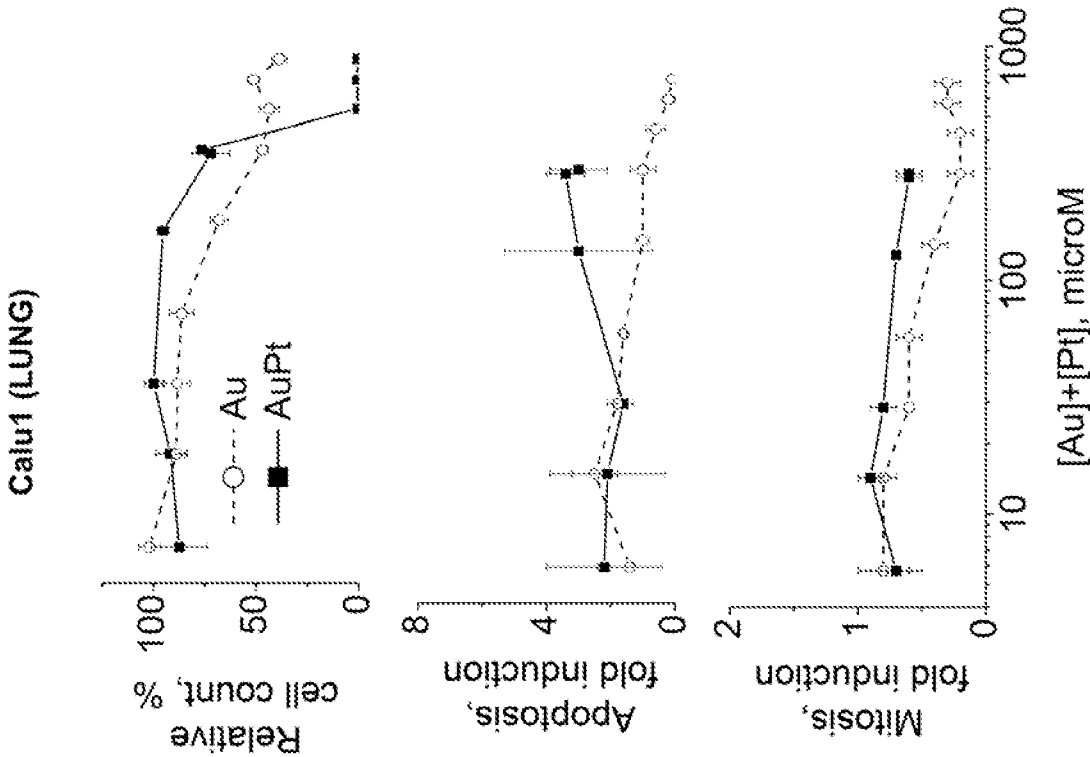 Calu1 (LUNG)
Relative
cell count, %
100
50
0
Au
AuPt
Apoptosis,
fold induction
8
4
0
Mitosis,
fold induction
2
1
0
10
100
1000
[Au]+[Pt], microM